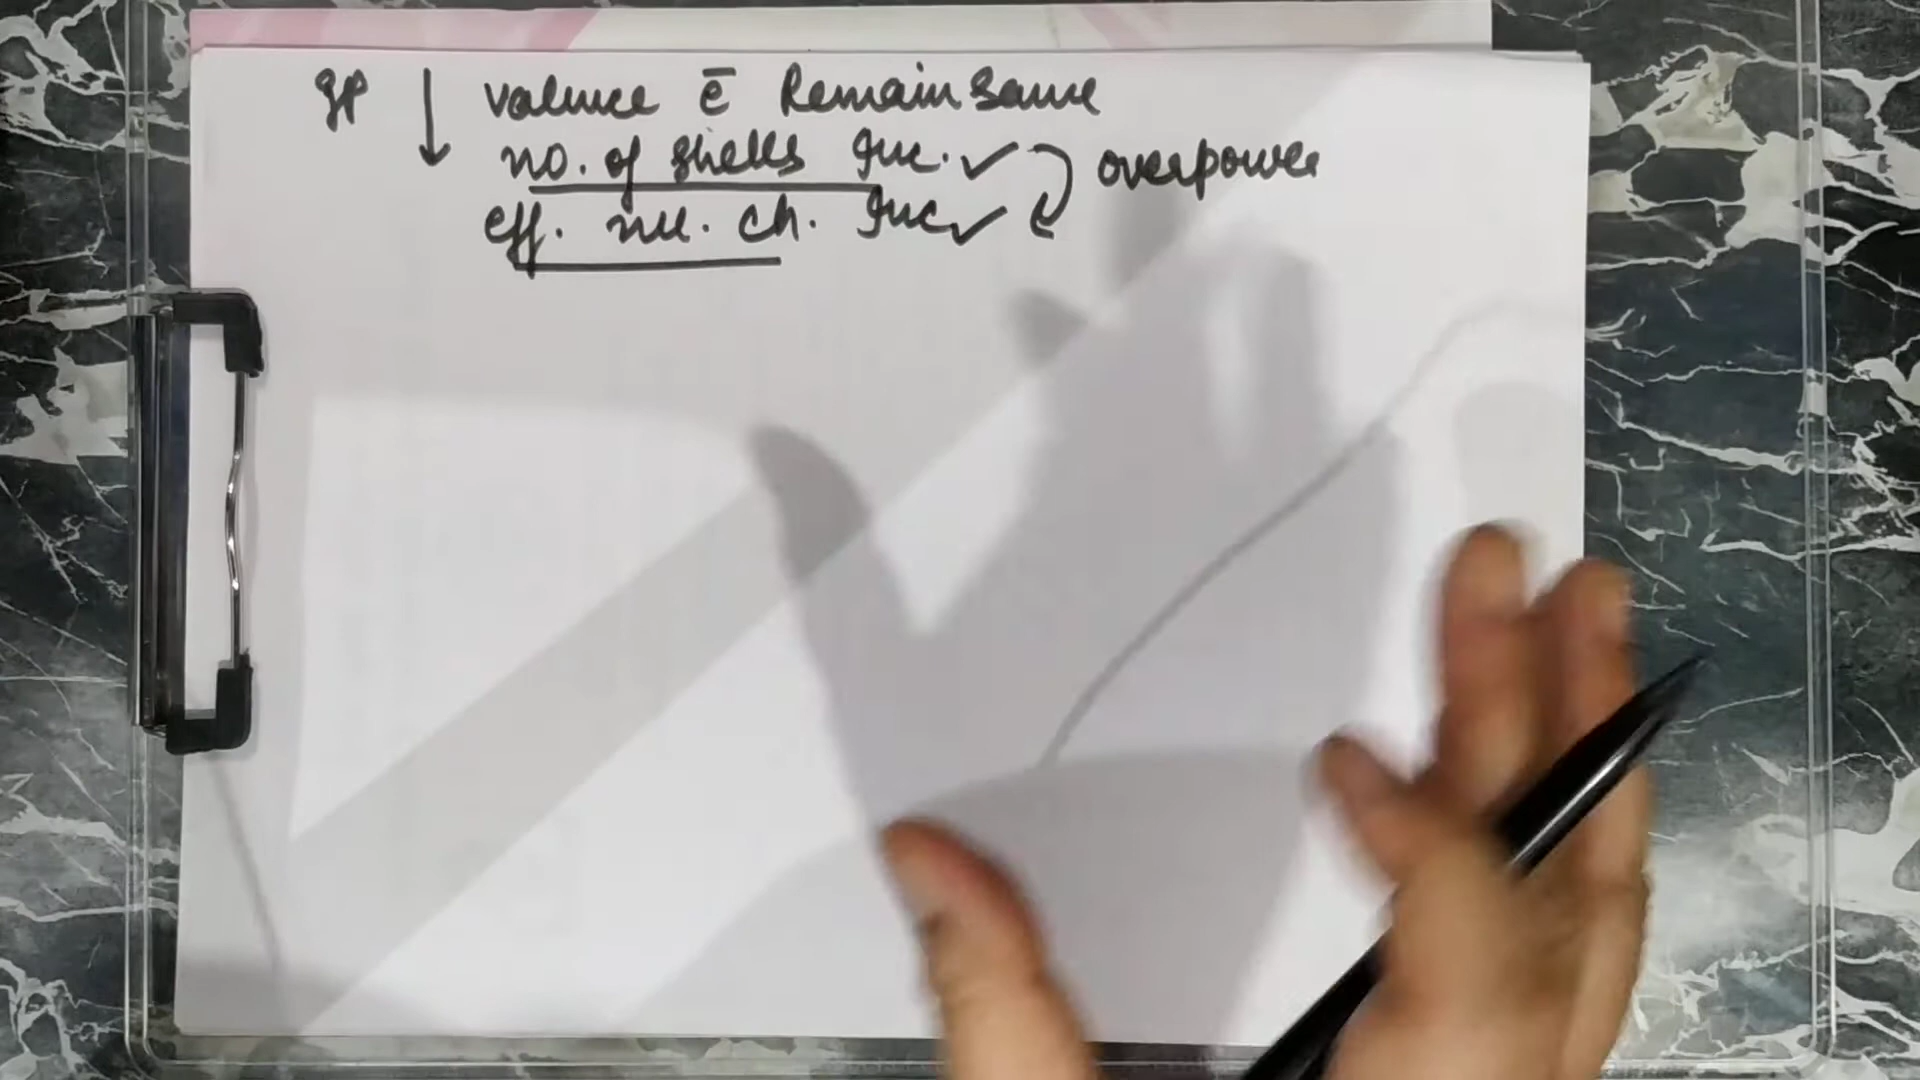 gp ↓ valence ē Remain same
no. of shells Inc. ✓ overpower
eff. nu. ch. Inc ✓